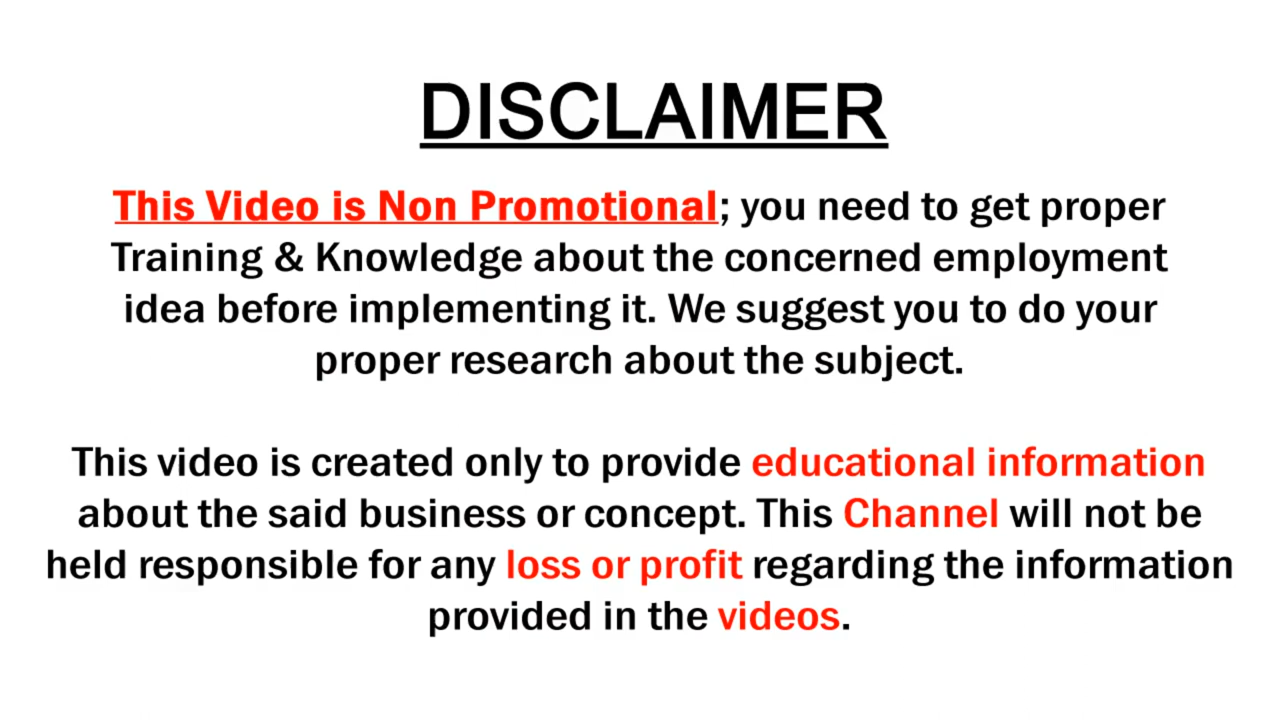 DISCLAIMER
This Video is Non Promotional; you need to get proper
Training & Knowledge about the concerned employment
idea before implementing it. We suggest you to do your
proper research about the subject.
This video is created only to provide educational information
about the said business or concept. This Channel will not be
held responsible for any loss or profit regarding the information
provided in the videos.